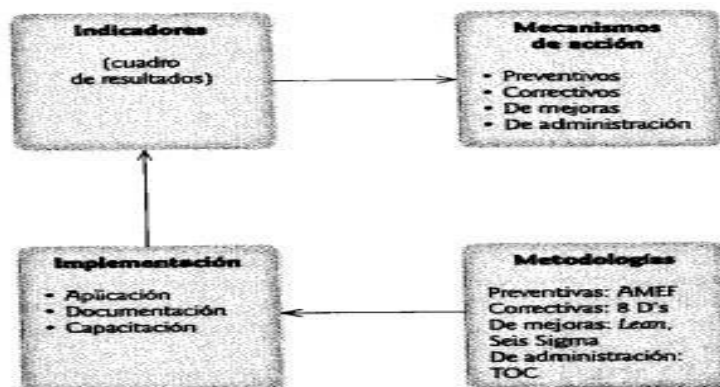 Indicadores
(cuadro
de resultados)
Mecanismos
de acción
• Preventivos
• Correctivos
• De mejoras
• De administración
Implementación
• Aplicación
• Documentación
• Capacitación
Metodologías
Preventivas: AMEF
Correctivas: 8 D's
De mejoras: Lean,
Seis Sigma
De administración:
TOC